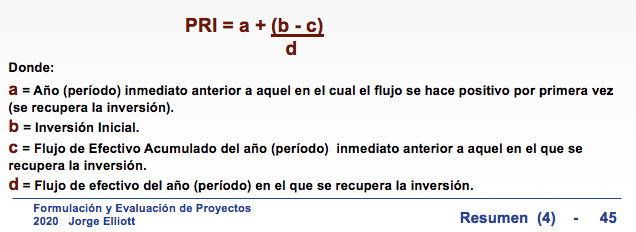 PRI = a + (b - c)
d
Donde:
a = Año (período) inmediato anterior a aquel en el cual el flujo se hace positivo por primera vez
(se recupera la inversión).
b = Inversión Inicial.
c = Flujo de Efectivo Acumulado del año (período) inmediato anterior a aquel en el que se
recupera la inversión.
d = Flujo de efectivo del año (período) en el que se recupera la inversión.
Formulación y Evaluación de Proyectos
2020 Jorge Elliott
Resumen (4) - 45